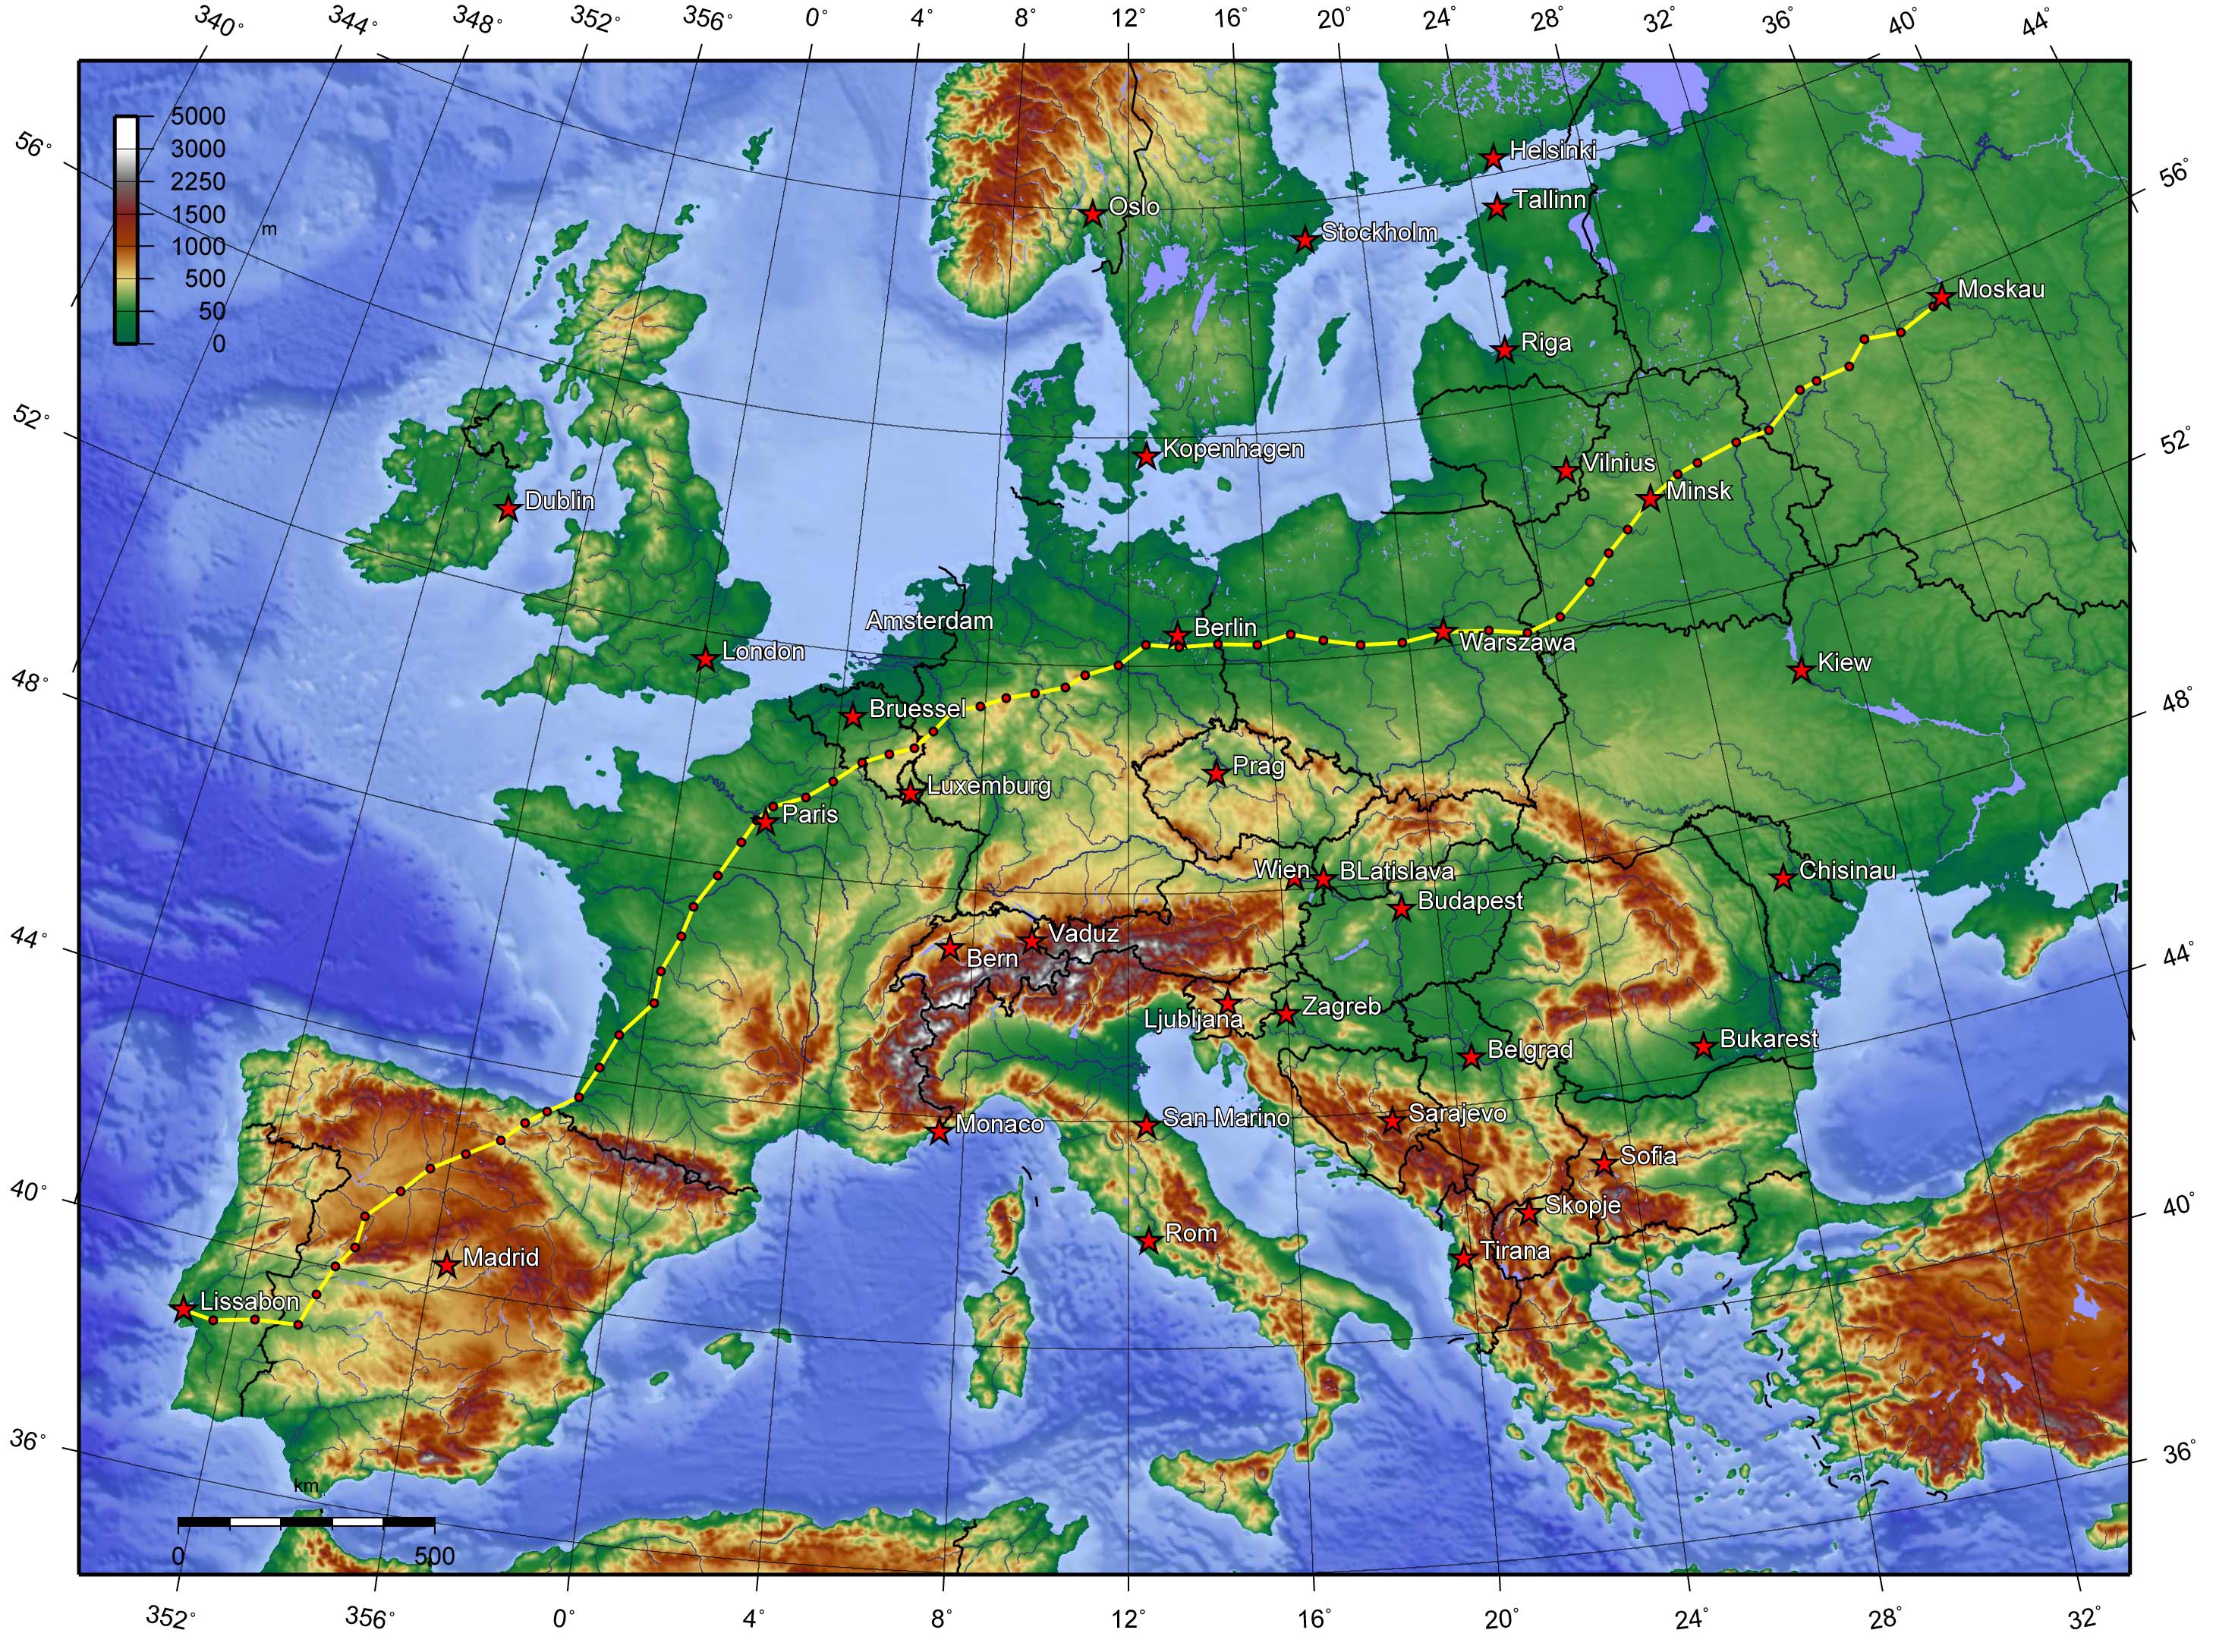 340° 344° 348° 352° 356° 0° 4° 8° 12° 16° 20° 24° 28° 32° 36° 40° 44°
5000
3000
2250
1500
m
1000
500
50
0
56°
56°
Helsinki
Tallinn
Oslo
Stockholm
Moskau
Riga
52°
52°
Kopenhagen
Vilnius
Minsk
Dublin
Amsterdam
Berlin
Warszawa
London
Kiew
48°
48°
Bruessel
Prag
Luxemburg
Paris
Wien
BLatislava
Chisinau
Budapest
44°
44°
Vaduz
Bern
Zagreb
Ljubljana
Bukarest
Belgrad
Sarajevo
San Marino
Monaco
Sofia
40°
40°
Skopje
Rom
Tirana
Madrid
Lissabon
36°
36°
km
0 500
352° 356° 0° 4° 8° 12° 16° 20° 24° 28° 32°